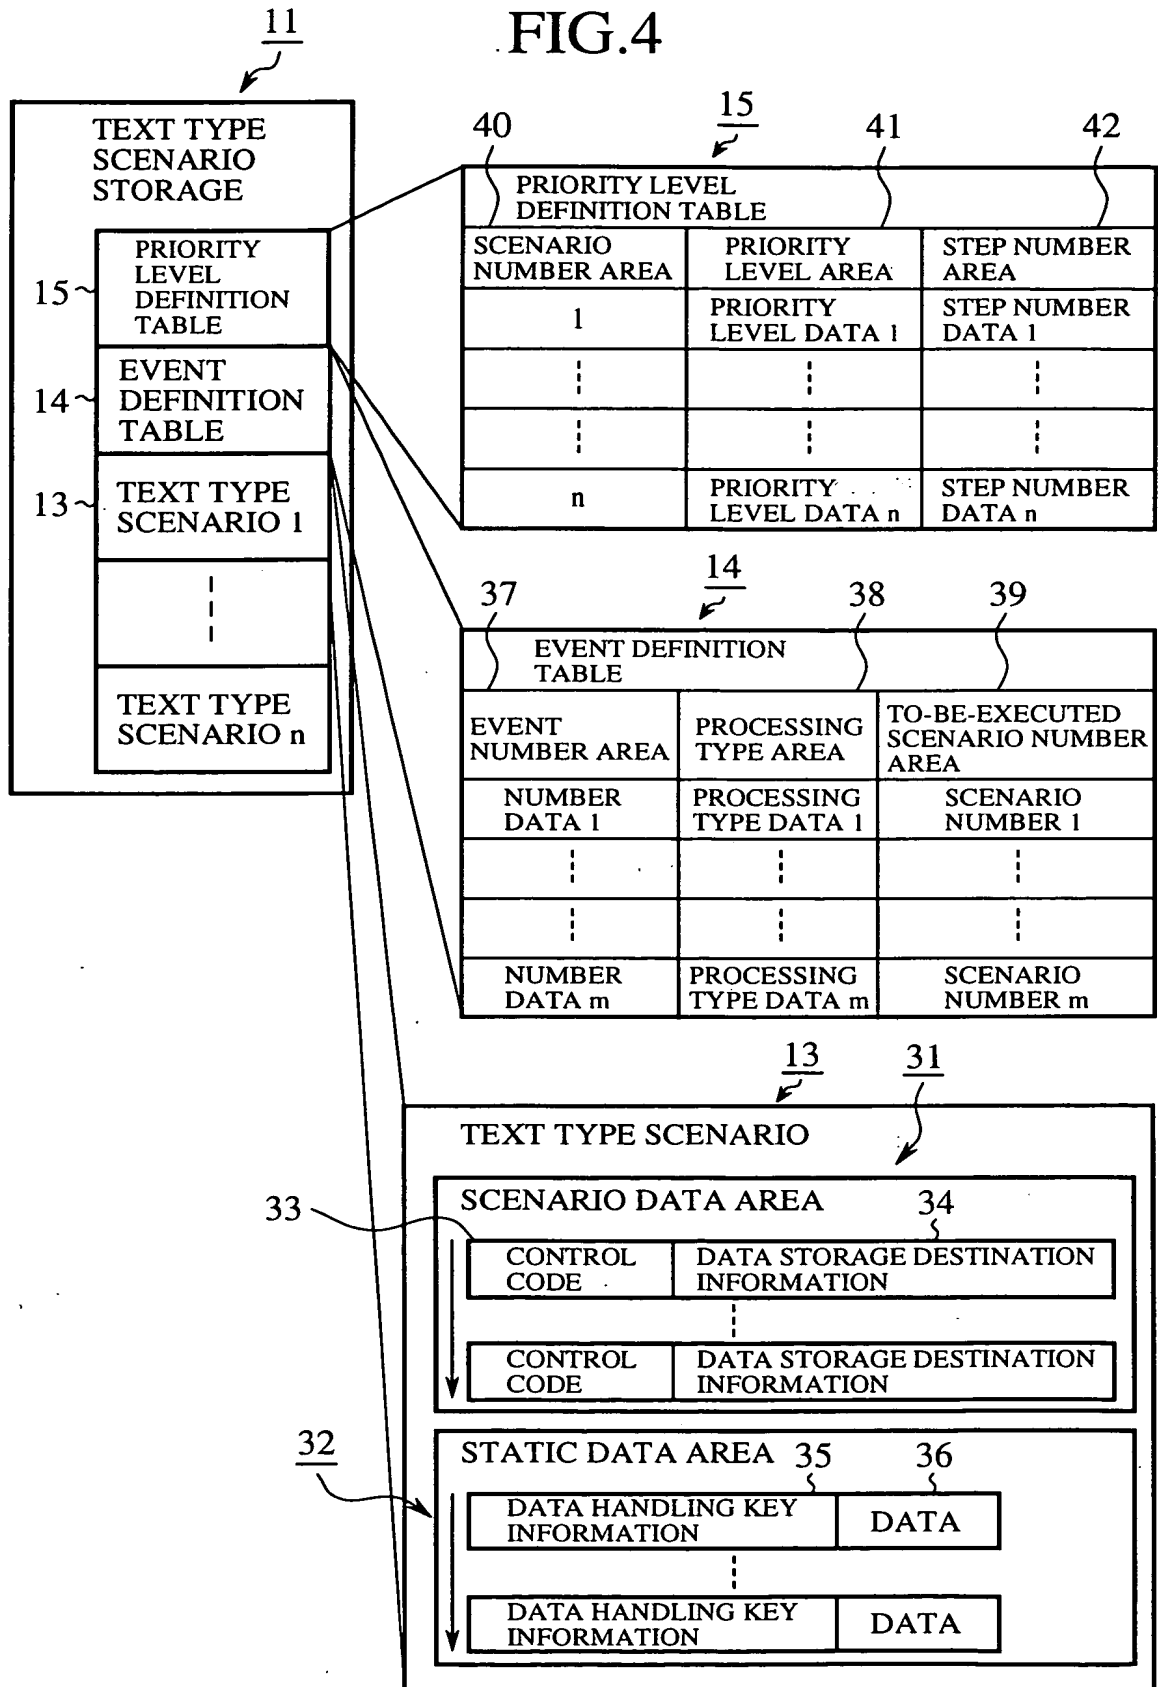 FIG.4
11
TEXT TYPE
SCENARIO
STORAGE
15
PRIORITY
LEVEL
DEFINITION
TABLE
14
EVENT
DEFINITION
TABLE
13
TEXT TYPE
SCENARIO 1
TEXT TYPE
SCENARIO n
40
15
41
42
PRIORITY LEVEL
DEFINITION TABLE
SCENARIO
NUMBER AREA
PRIORITY
LEVEL AREA
STEP NUMBER
AREA
1
PRIORITY
LEVEL DATA 1
STEP NUMBER
DATA 1
n
PRIORITY
LEVEL DATA n
STEP NUMBER
DATA n
37
14
38
39
EVENT DEFINITION
TABLE
EVENT
NUMBER AREA
PROCESSING
TYPE AREA
TO-BE-EXECUTED
SCENARIO NUMBER
AREA
NUMBER
DATA 1
PROCESSING
TYPE DATA 1
SCENARIO
NUMBER 1
NUMBER
DATA m
PROCESSING
TYPE DATA m
SCENARIO
NUMBER m
13
31
TEXT TYPE SCENARIO
SCENARIO DATA AREA
33
34
CONTROL
CODE
DATA STORAGE DESTINATION
INFORMATION
CONTROL
CODE
DATA STORAGE DESTINATION
INFORMATION
32
STATIC DATA AREA
35
36
DATA HANDLING KEY
INFORMATION
DATA
DATA HANDLING KEY
INFORMATION
DATA